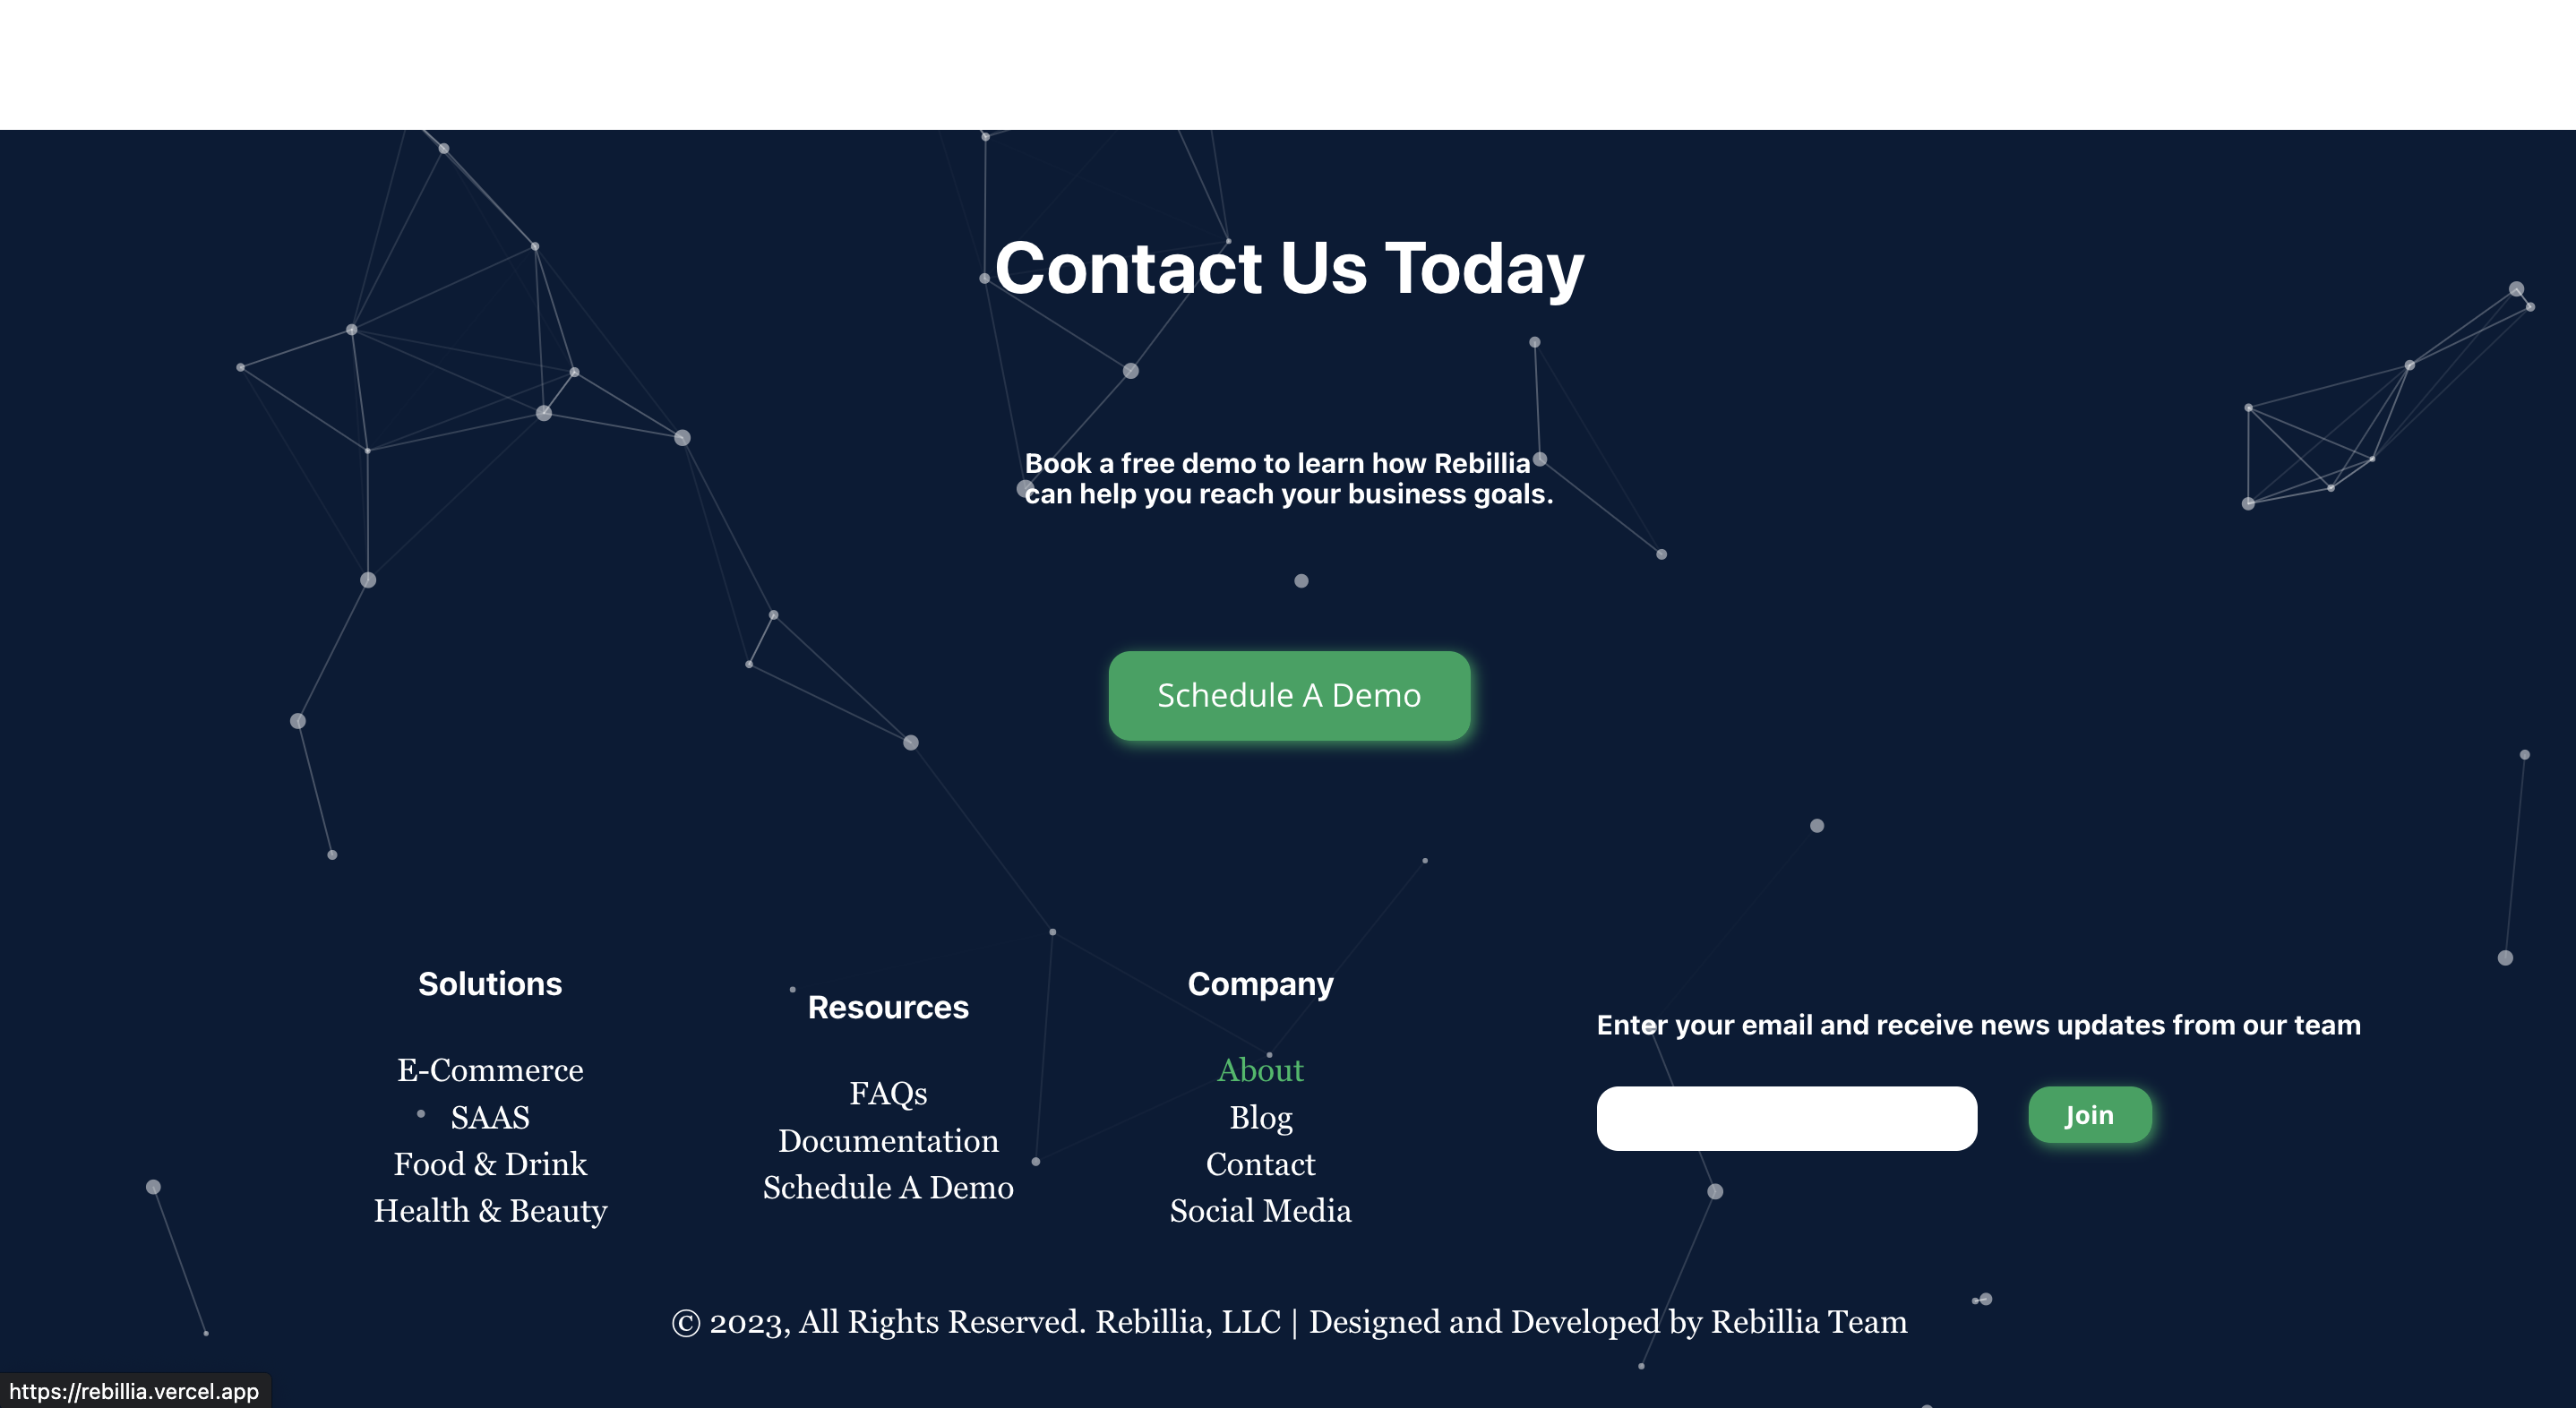 Contact Us Today
Book a free demo to learn how Rebillia
can help you reach your business goals.
Schedule A Demo
Solutions
E-Commerce
SAAS
Food & Drink
Health & Beauty
Resources
FAQs
Documentation
Schedule A Demo
Company
About
Blog
Contact
Social Media
Enter your email and receive news updates from our team
Join
© 2023, All Rights Reserved. Rebillia, LLC | Designed and Developed by Rebillia Team
https://rebillia.vercel.app